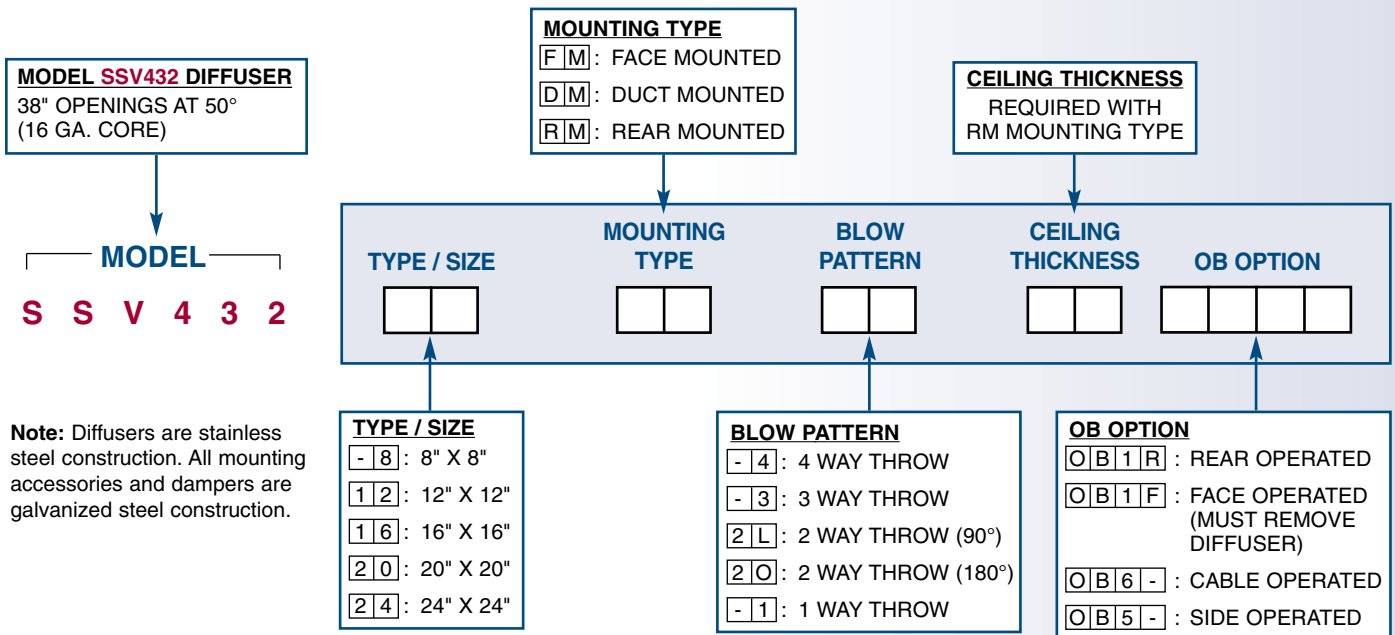 MODEL SSV432 DIFFUSER
38" OPENINGS AT 50°
(16 GA. CORE)
MOUNTING TYPE
F M : FACE MOUNTED
D M : DUCT MOUNTED
R M : REAR MOUNTED
CEILING THICKNESS
REQUIRED WITH
RM MOUNTING TYPE
MODEL
S S V 4 3 2
TYPE / SIZE
MOUNTING
TYPE
BLOW
PATTERN
CEILING
THICKNESS
OB OPTION
Note: Diffusers are stainless
steel construction. All mounting
accessories and dampers are
galvanized steel construction.
TYPE / SIZE
- 8 : 8" X 8"
1 2 : 12" X 12"
1 6 : 16" X 16"
2 0 : 20" X 20"
2 4 : 24" X 24"
BLOW PATTERN
- 4 : 4 WAY THROW
- 3 : 3 WAY THROW
2 L : 2 WAY THROW (90°)
2 O : 2 WAY THROW (180°)
- 1 : 1 WAY THROW
OB OPTION
O B 1 R : REAR OPERATED
O B 1 F : FACE OPERATED
(MUST REMOVE
DIFFUSER)
O B 6 - : CABLE OPERATED
O B 5 - : SIDE OPERATED